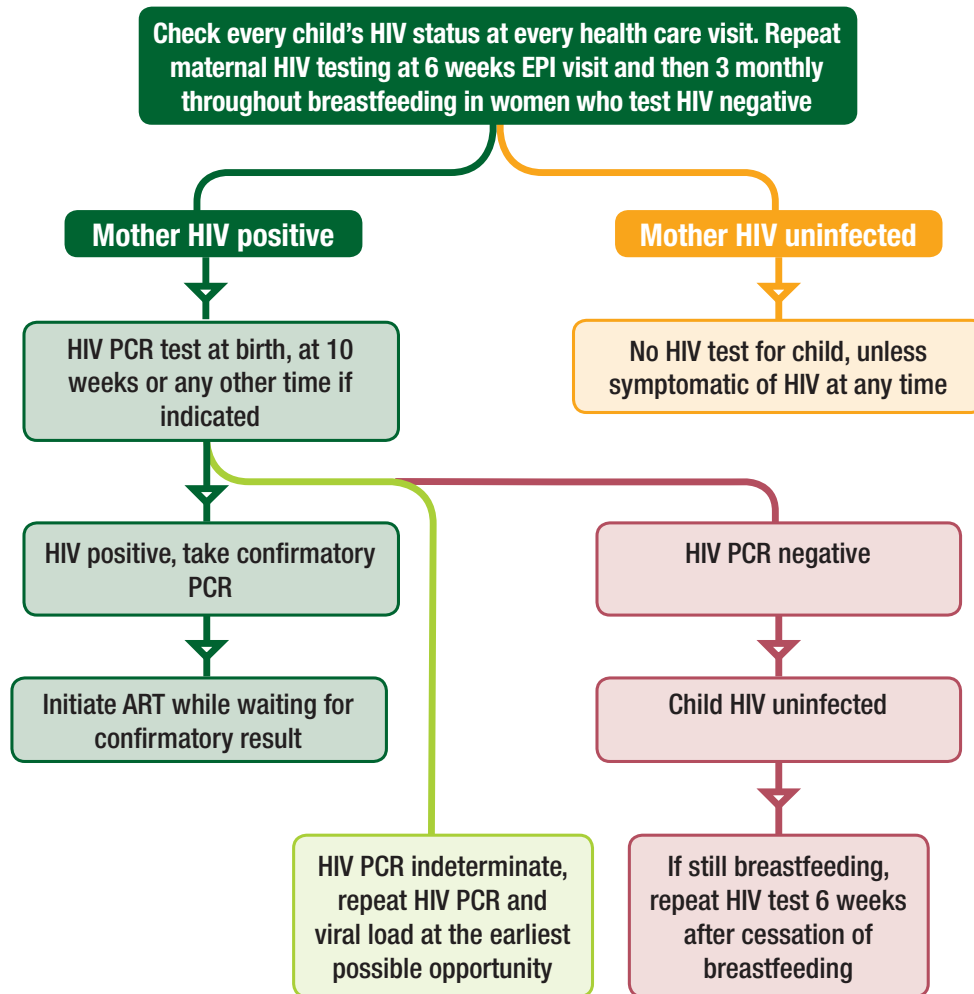 Check every child's HIV status at every health care visit. Repeat
maternal HIV testing at 6 weeks EPI visit and then 3 monthly
throughout breastfeeding in women who test HIV negative
Mother HIV positive
Mother HIV uninfected
HIV PCR test at birth, at 10
weeks or any other time if
indicated
No HIV test for child, unless
symptomatic of HIV at any time
HIV positive, take confirmatory
PCR
HIV PCR negative
Initiate ART while waiting for
confirmatory result
Child HIV uninfected
HIV PCR indeterminate,
repeat HIV PCR and
viral load at the earliest
possible opportunity
If still breastfeeding,
repeat HIV test 6 weeks
after cessation of
breastfeeding